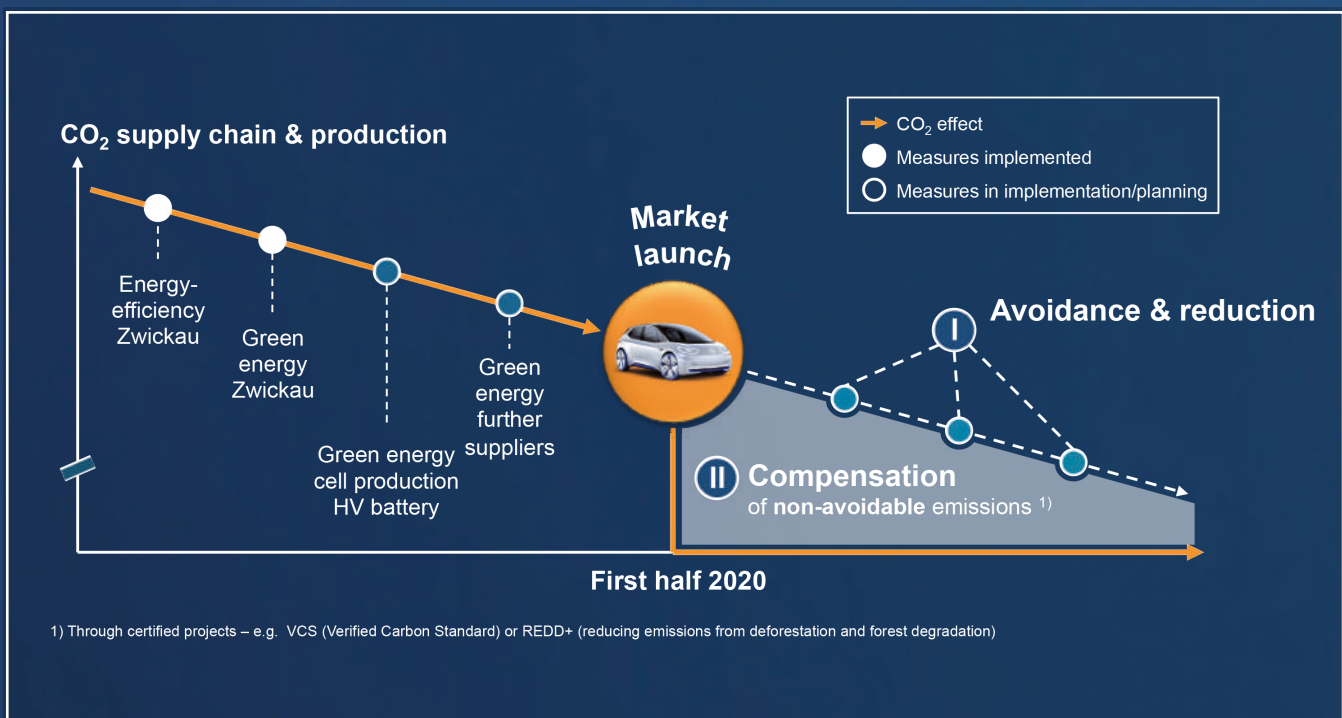 CO₂ supply chain & production
CO₂ effect
Measures implemented
Measures in implementation/planning
Energy-
efficiency
Zwickau
Green
energy
Zwickau
Green energy
cell production
HV battery
Green
energy
further
suppliers
Market
launch
I
Avoidance & reduction
II
Compensation
of non-avoidable emissions ¹⁾
First half 2020
1) Through certified projects – e.g. VCS (Verified Carbon Standard) or REDD+ (reducing emissions from deforestation and forest degradation)